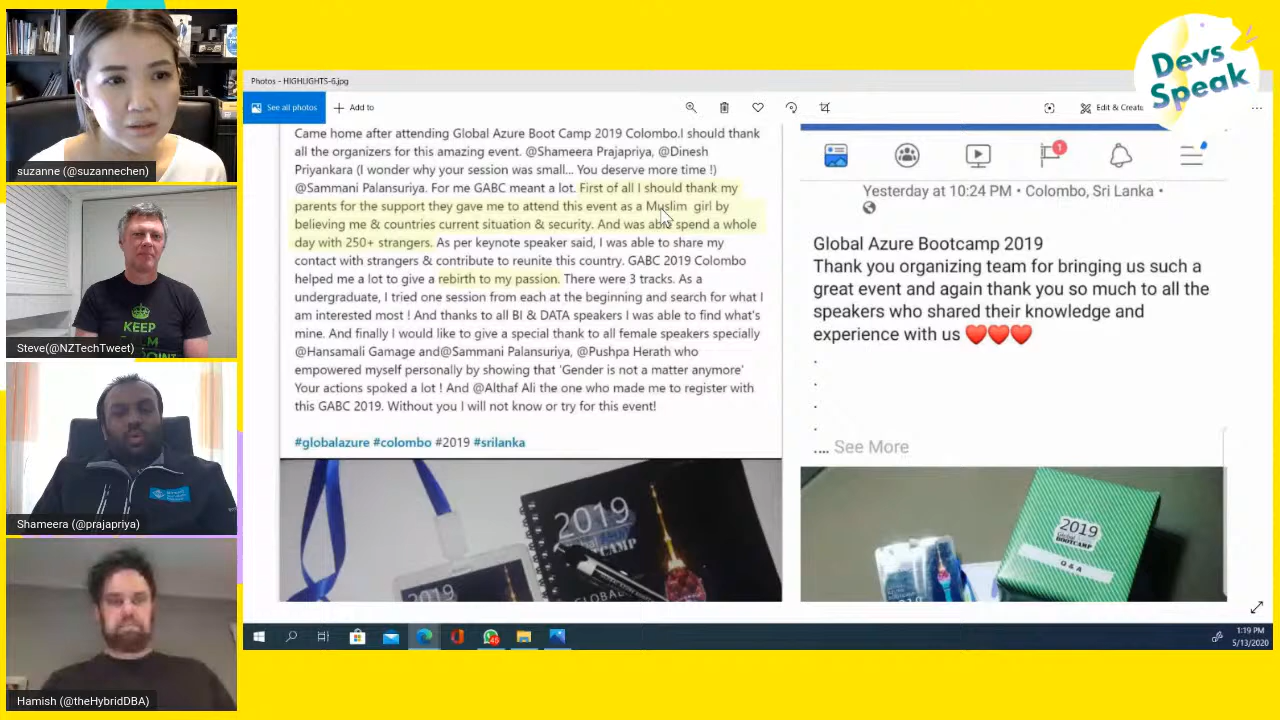 suzanne (@suzannechen)
KEEP
CALM
POINT
Steve(@NZTechTweet)
Shameera (@prajapriya)
Hamish (@theHybridDBA)
Devs
Speak
Photos - HIGHLIGHTS-6.jpg
See all photos
Add to
Edit & Create
Came home after attending Global Azure Boot Camp 2019 Colombo.I should thank
all the organizers for this amazing event. @Shameera Prajapriya, @Dinesh
Priyankara (I wonder why your session was small... You deserve more time !)
@Sammani Palansuriya. For me GABC meant a lot. First of all I should thank my
parents for the support they gave me to attend this event as a Muslim girl by
believing me & countries current situation & security. And was able spend a whole
day with 250+ strangers. As per keynote speaker said, I was able to share my
contact with strangers & contribute to reunite this country. GABC 2019 Colombo
helped me a lot to give a rebirth to my passion. There were 3 tracks. As a
undergraduate, I tried one session from each at the beginning and search for what I
am interested most ! And thanks to all BI & DATA speakers I was able to find what's
mine. And finally I would like to give a special thank to all female speakers specially
@Hansamali Gamage and@Sammani Palansuriya, @Pushpa Herath who
empowered myself personally by showing that 'Gender is not a matter anymore'
Your actions spoked a lot ! And @Althaf Ali the one who made me to register with
this GABC 2019. Without you I will not know or try for this event!
#globalazure #colombo #2019 #srilanka
2019
2019
CAMP
GLOBAL
1
Yesterday at 10:24 PM • Colombo, Sri Lanka •
Global Azure Bootcamp 2019
Thank you organizing team for bringing us such a
great event and again thank you so much to all the
speakers who shared their knowledge and
experience with us ❤️❤️❤️
.
.
.
.
.... See More
2019
Global
BOOTCAMP
Q & A
45
1:19 PM
5/13/2020